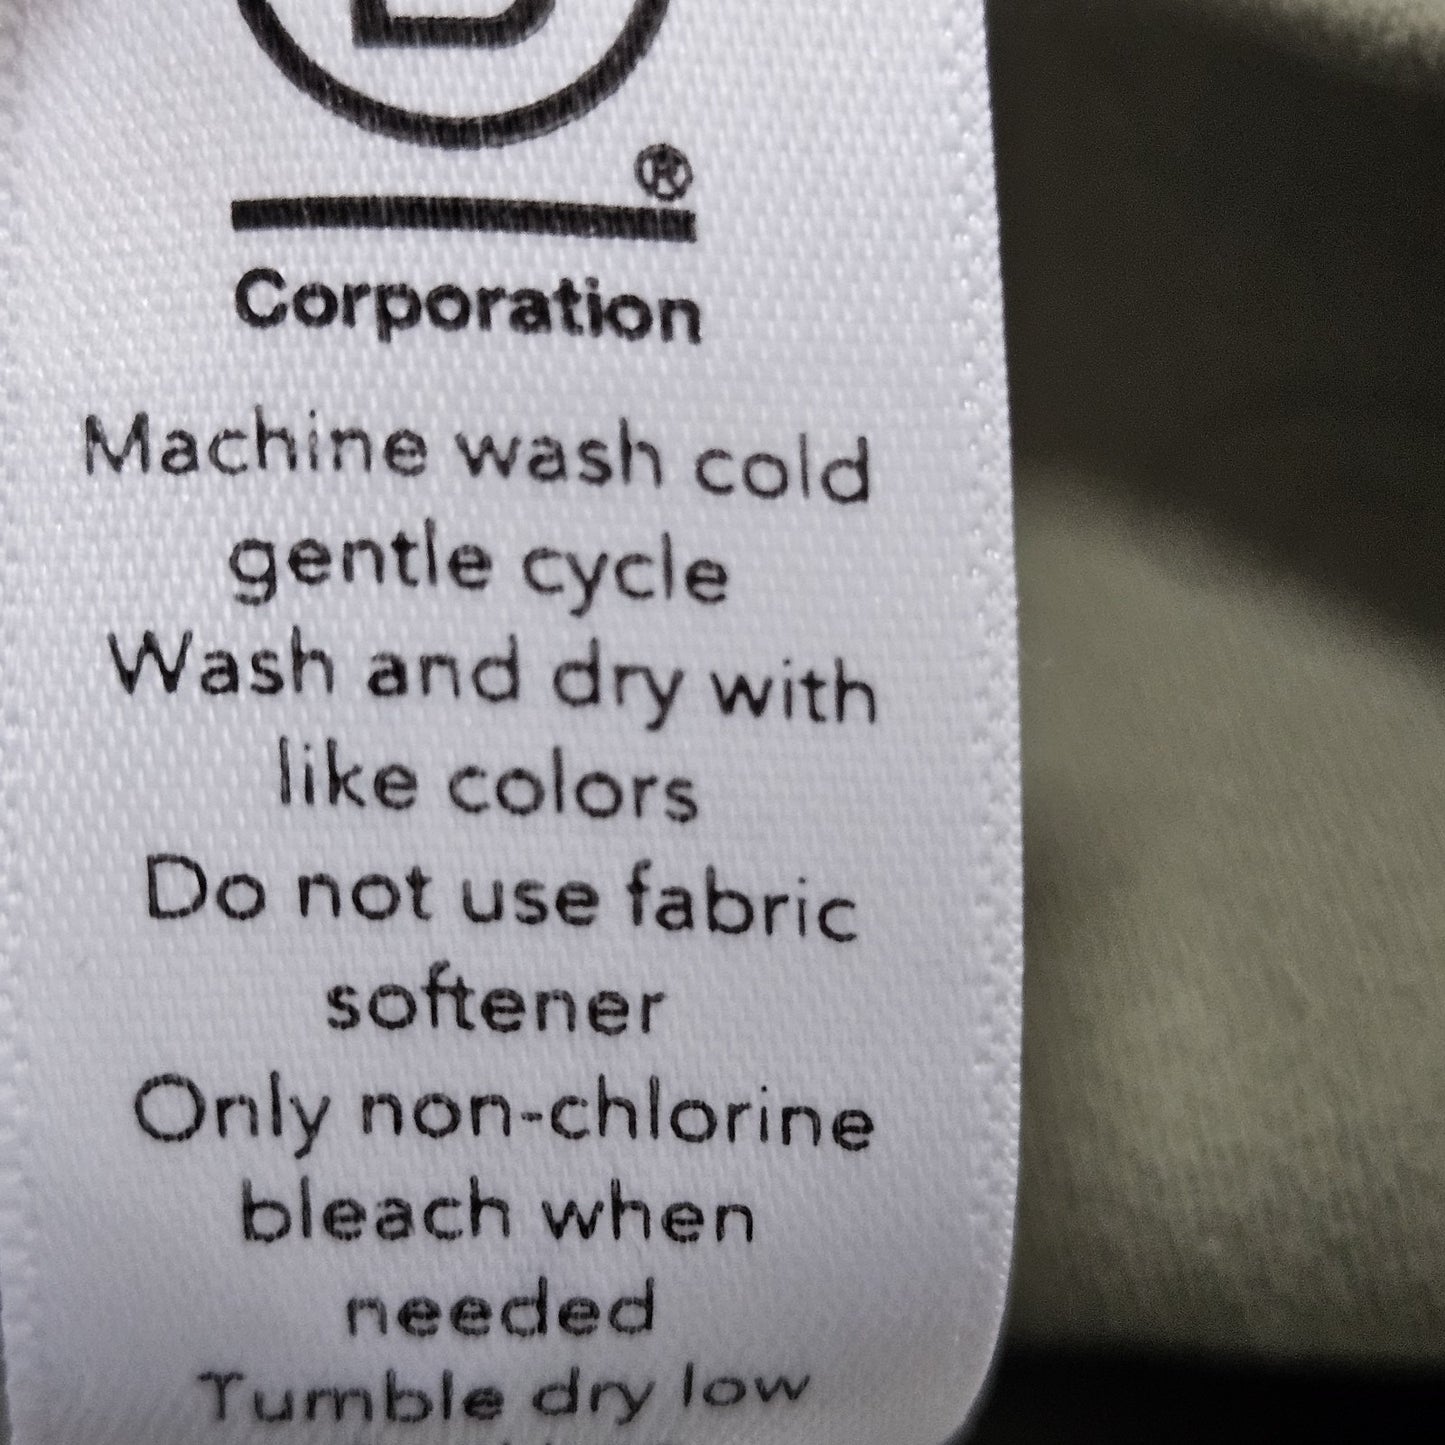 B
®
Corporation
Machine wash cold
gentle cycle
Wash and dry with
like colors
Do not use fabric
softener
Only non-chlorine
bleach when
needed
Tumble dry low